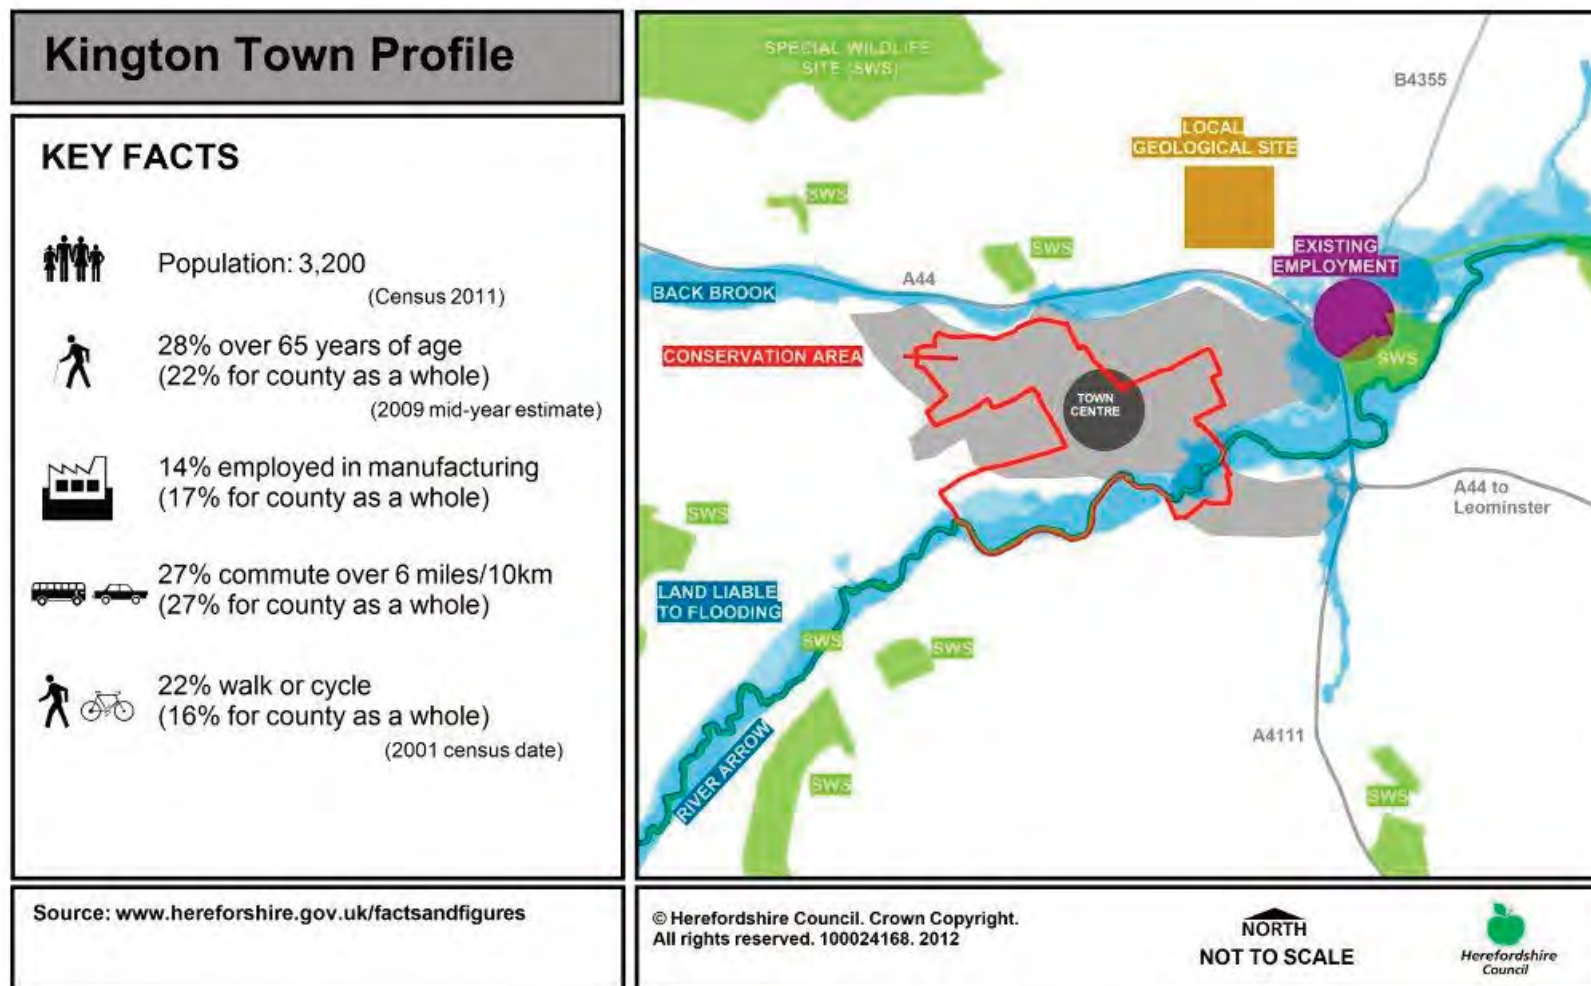 Kington Town Profile
KEY FACTS
Population: 3,200
(Census 2011)
28% over 65 years of age
(22% for county as a whole)
(2009 mid-year estimate)
14% employed in manufacturing
(17% for county as a whole)
27% commute over 6 miles/10km
(27% for county as a whole)
22% walk or cycle
(16% for county as a whole)
(2001 census date)
Source: www.hereforshire.gov.uk/factsandfigures
SPECIAL WILDLIFE
SITE (SWS)
B4355
LOCAL
GEOLOGICAL SITE
SWS
SWS
EXISTING
EMPLOYMENT
A44
BACK BROOK
CONSERVATION AREA
SWS
TOWN
CENTRE
A44 to
Leominster
SWS
LAND LIABLE
TO FLOODING
SWS
SWS
RIVER ARROW
A4111
SWS
SWS
© Herefordshire Council. Crown Copyright.
All rights reserved. 100024168. 2012
NORTH
NOT TO SCALE
Herefordshire
Council